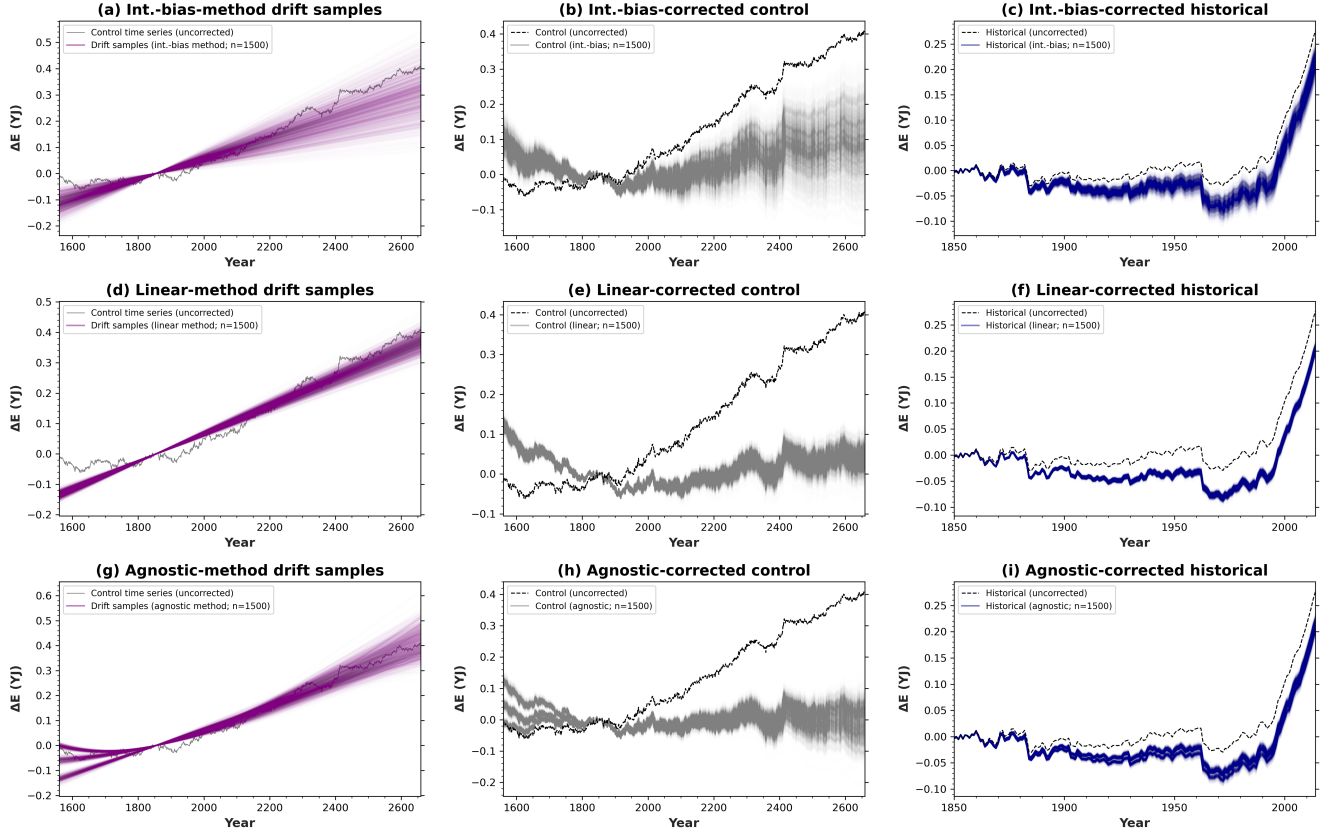 (a) Int.-bias-method drift samples
Control time series (uncorrected)
Drift samples (int.-bias method; n=1500)
ΔE (YJ)
0.5
0.4
0.3
0.2
0.1
0.0
−0.1
−0.2
1600 1800 2000 2200 2400 2600
Year
(b) Int.-bias-corrected control
Control (uncorrected)
Control (int.-bias; n=1500)
ΔE (YJ)
0.4
0.3
0.2
0.1
0.0
−0.1
1600 1800 2000 2200 2400 2600
Year
(c) Int.-bias-corrected historical
Historical (uncorrected)
Historical (int.-bias; n=1500)
ΔE (YJ)
0.25
0.20
0.15
0.10
0.05
0.00
−0.05
−0.10
1850 1900 1950 2000
Year
(d) Linear-method drift samples
Control time series (uncorrected)
Drift samples (linear method; n=1500)
ΔE (YJ)
0.5
0.4
0.3
0.2
0.1
0.0
−0.1
−0.2
1600 1800 2000 2200 2400 2600
Year
(e) Linear-corrected control
Control (uncorrected)
Control (linear; n=1500)
ΔE (YJ)
0.4
0.3
0.2
0.1
0.0
−0.1
1600 1800 2000 2200 2400 2600
Year
(f) Linear-corrected historical
Historical (uncorrected)
Historical (linear; n=1500)
ΔE (YJ)
0.25
0.20
0.15
0.10
0.05
0.00
−0.05
−0.10
1850 1900 1950 2000
Year
(g) Agnostic-method drift samples
Control time series (uncorrected)
Drift samples (agnostic method; n=1500)
ΔE (YJ)
0.6
0.5
0.4
0.3
0.2
0.1
0.0
−0.1
−0.2
1600 1800 2000 2200 2400 2600
Year
(h) Agnostic-corrected control
Control (uncorrected)
Control (agnostic; n=1500)
ΔE (YJ)
0.4
0.3
0.2
0.1
0.0
−0.1
−0.2
1600 1800 2000 2200 2400 2600
Year
(i) Agnostic-corrected historical
Historical (uncorrected)
Historical (agnostic; n=1500)
ΔE (YJ)
0.25
0.20
0.15
0.10
0.05
0.00
−0.05
−0.10
1850 1900 1950 2000
Year